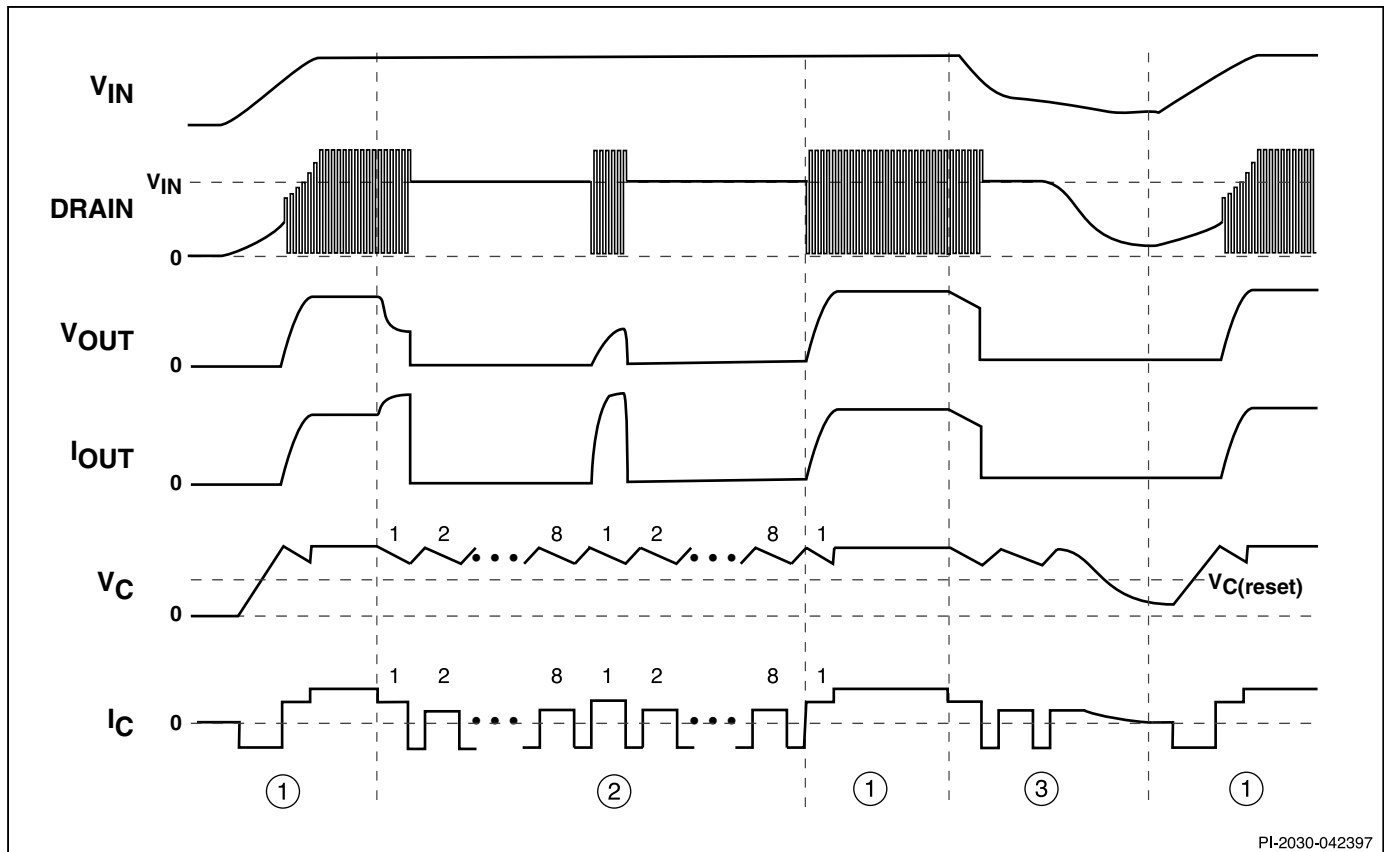 VIN
VIN
DRAIN
0
VOUT
0
IOUT
0
1 2 • • • 8 1 2 • • • 8 1
VC
VC(reset)
0
1 2 8 1 2 8 1
IC
0
• • • • • •
1 2 1 3 1
PI-2030-042397